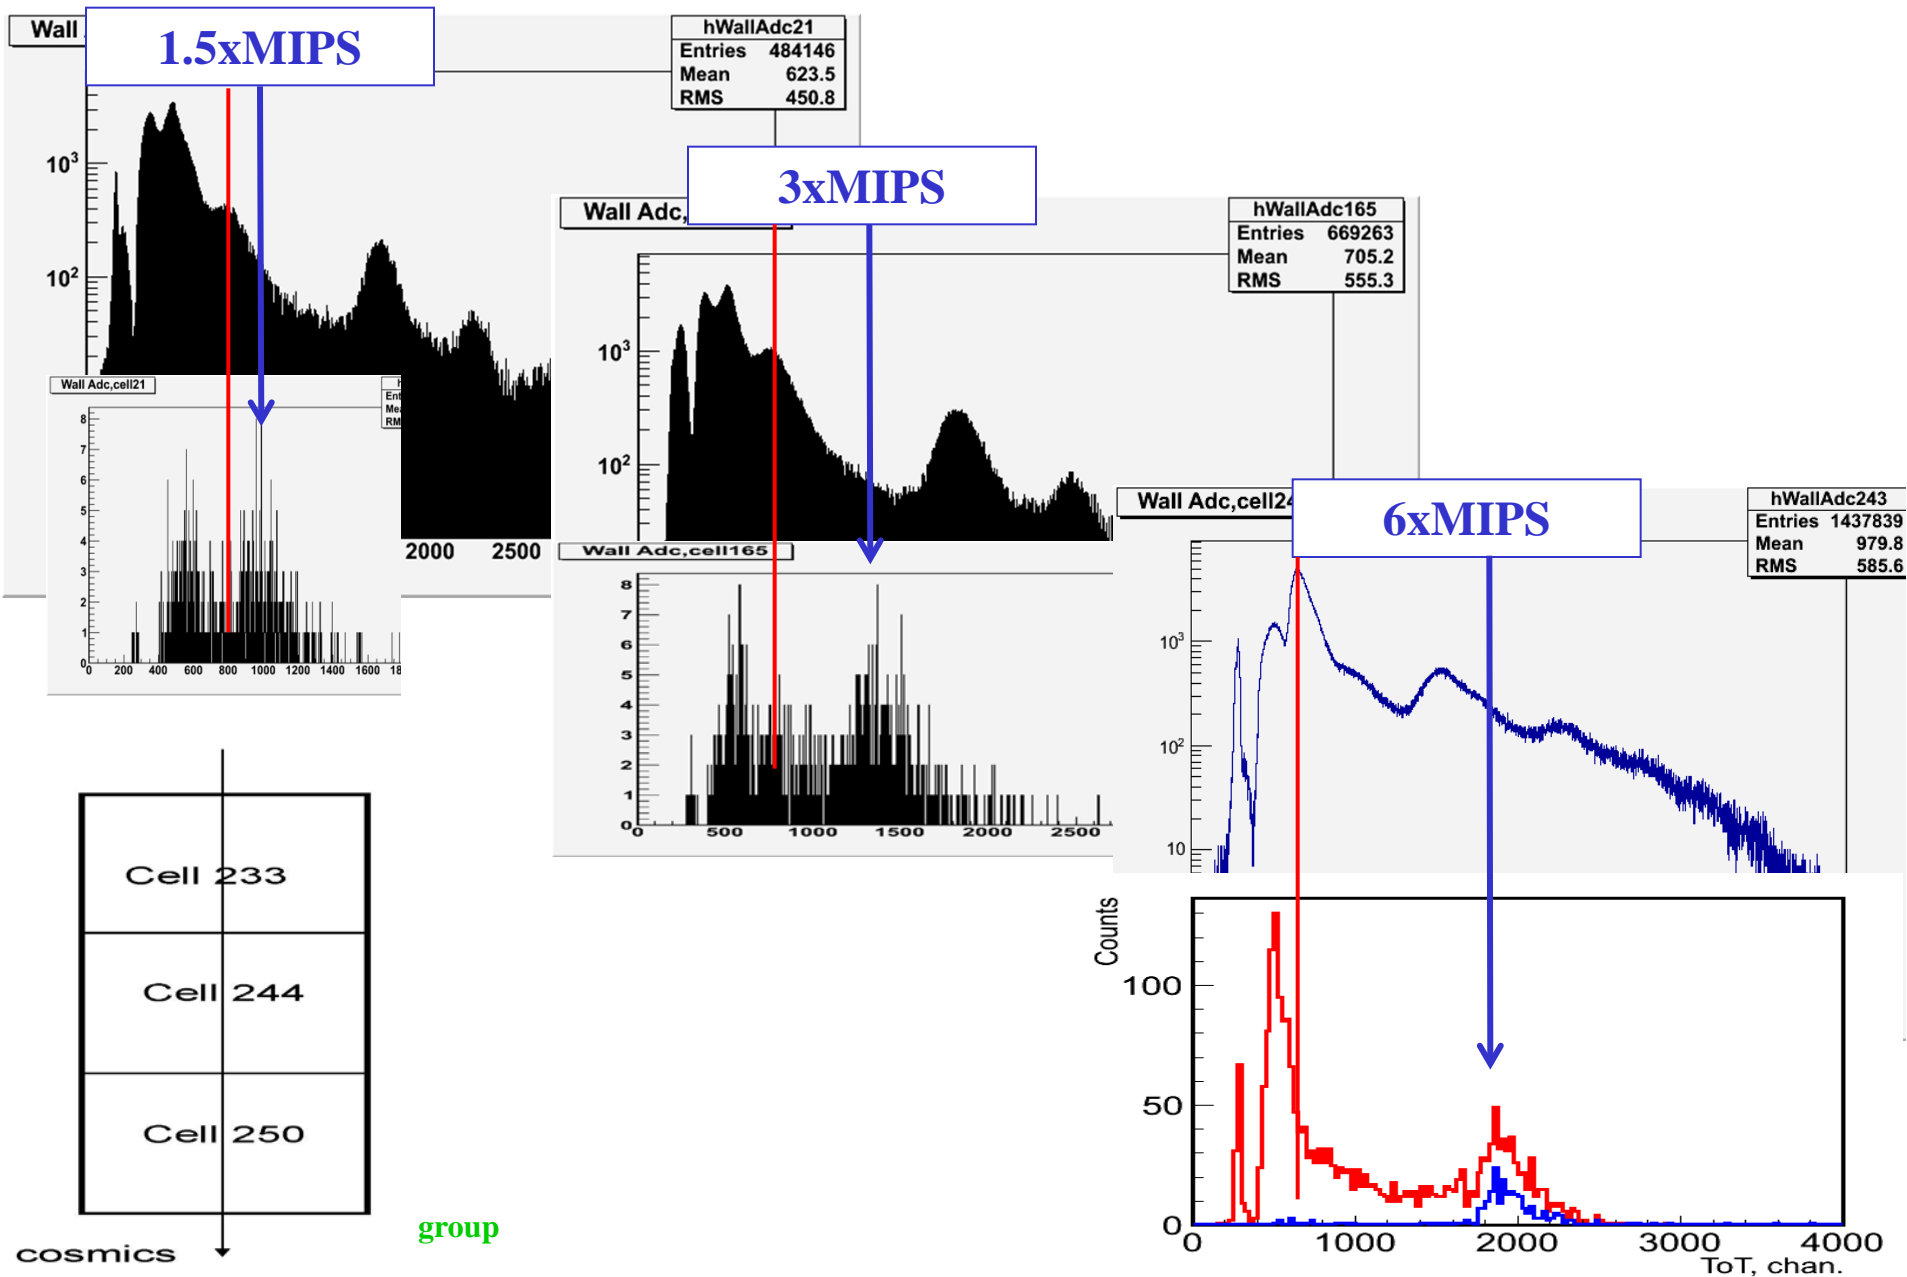 Wall
1.5xMIPS
hWallAdc21
Entries 484146
Mean 623.5
RMS 450.8
10³
10²
2000 2500
Wall Adc,cell21
Ent
RM
8
7
6
5
4
3
2
1
0
0 200 400 600 800 1000 1200 1400 1600 18
Wall Adc,
3xMIPS
hWallAdc165
Entries 669263
Mean 705.2
RMS 555.3
10³
10²
Wall Adc,cell165
8
7
6
5
4
3
2
1
0
0 500 1000 1500 2000 2500
Wall Adc,cell24
6xMIPS
hWallAdc243
Entries 1437839
Mean 979.8
RMS 585.6
10³
10²
10
Counts
100
50
0
0 1000 2000 3000 4000
ToT, chan.
Cell 233
Cell 244
Cell 250
cosmics
group